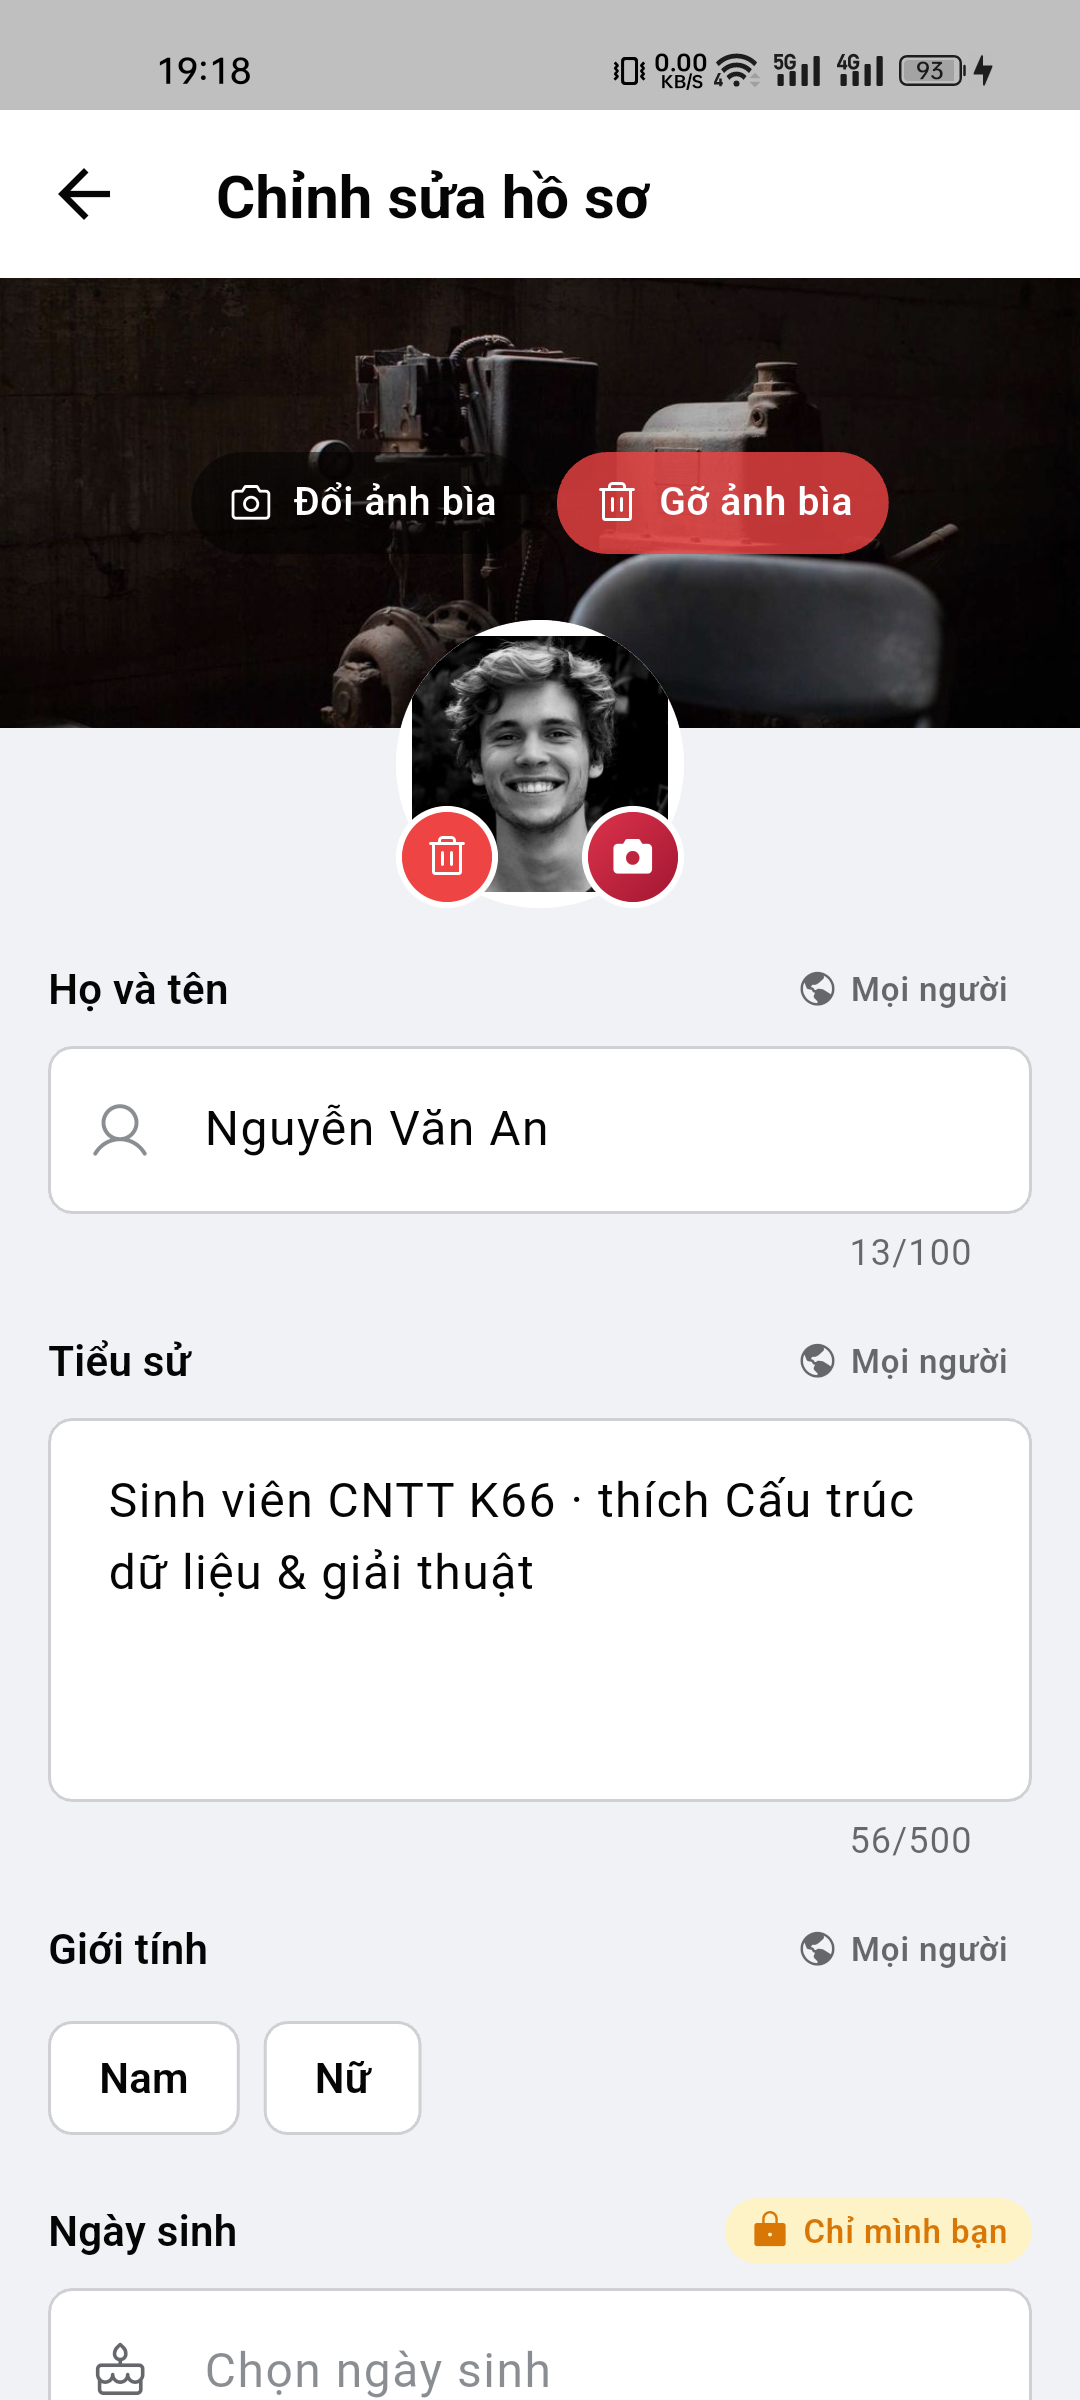 19:18
0.00
KB/S
4
5G
4G
93
Chỉnh sửa hồ sơ
Đổi ảnh bìa
Gỡ ảnh bìa
Họ và tên
Mọi người
Nguyễn Văn An
13/100
Tiểu sử
Mọi người
Sinh viên CNTT K66 · thích Cấu trúc
dữ liệu & giải thuật
56/500
Giới tính
Mọi người
Nam
Nữ
Ngày sinh
Chỉ mình bạn
Chọn ngày sinh